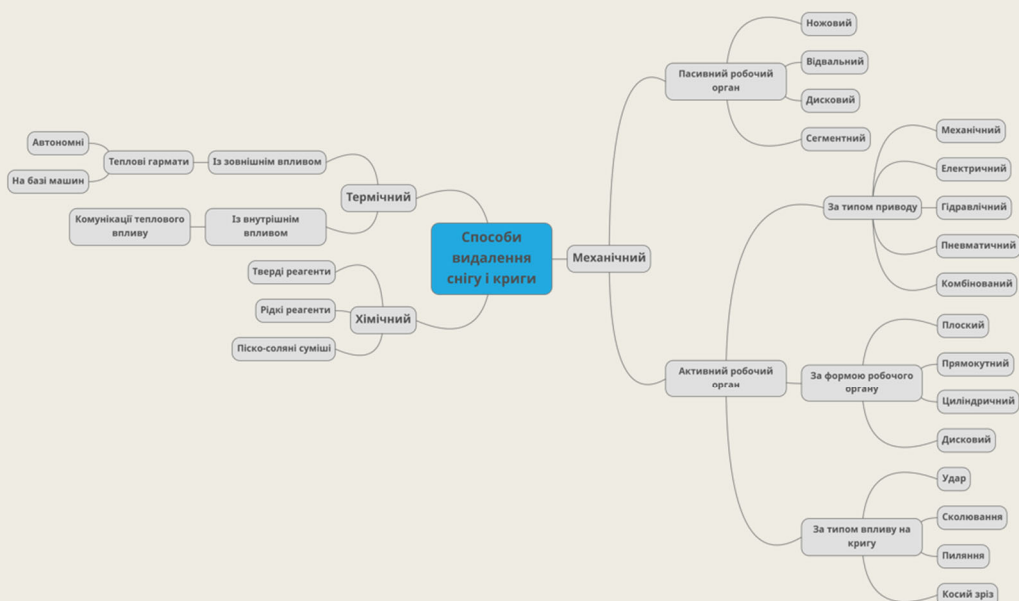 Способи
видалення
снігу і криги
Термічний
Із зовнішнім впливом
Теплові гармати
Автономні
На базі машин
Із внутрішнім
впливом
Комунікації теплового
впливу
Хімічний
Тверді реагенти
Рідкі реагенти
Піско-соляні суміші
Механічний
Пасивний робочий
орган
Ножовий
Відвальний
Дисковий
Сегментний
Активний робочий
орган
За типом приводу
Механічний
Електричний
Гідравлічний
Пневматичний
Комбінований
За формою робочого
органу
Плоский
Прямокутний
Циліндричний
Дисковий
За типом впливу на
кригу
Удар
Сколювання
Пиляння
Косий зріз